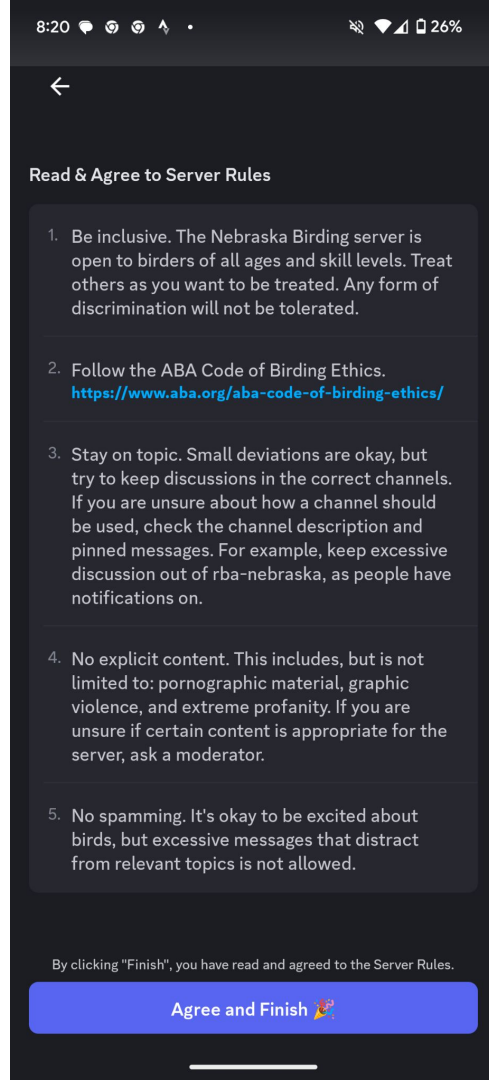 8:20
26%
Read & Agree to Server Rules
1. Be inclusive. The Nebraska Birding server is
open to birders of all ages and skill levels. Treat
others as you want to be treated. Any form of
discrimination will not be tolerated.
2. Follow the ABA Code of Birding Ethics.
https://www.aba.org/aba-code-of-birding-ethics/
3. Stay on topic. Small deviations are okay, but
try to keep discussions in the correct channels.
If you are unsure about how a channel should
be used, check the channel description and
pinned messages. For example, keep excessive
discussion out of rba-nebraska, as people have
notifications on.
4. No explicit content. This includes, but is not
limited to: pornographic material, graphic
violence, and extreme profanity. If you are
unsure if certain content is appropriate for the
server, ask a moderator.
5. No spamming. It's okay to be excited about
birds, but excessive messages that distract
from relevant topics is not allowed.
By clicking "Finish", you have read and agreed to the Server Rules.
Agree and Finish 🎉